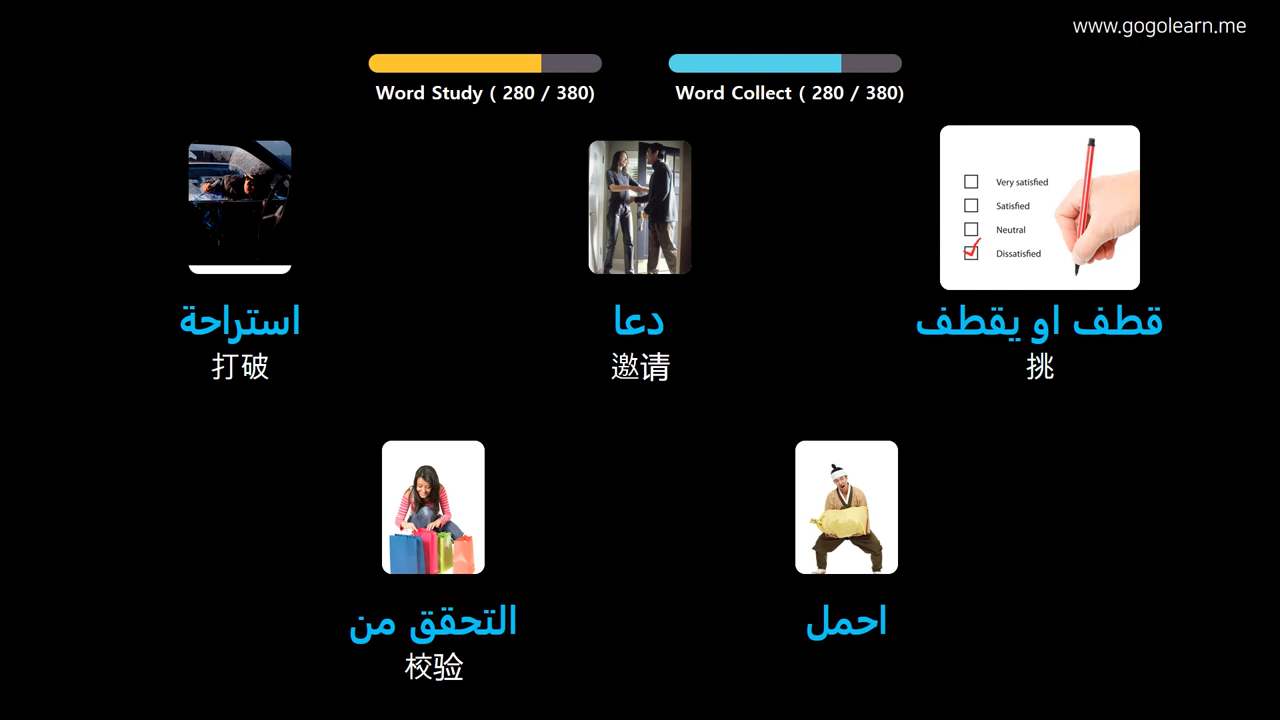 www.gogolearn.me
Word Study ( 280 / 380)
Word Collect ( 280 / 380)
Very satisfied
Satisfied
Neutral
Dissatisfied
استراحة
打破
دعا
邀请
قطف او يقطف
挑
التحقق من
校验
احمل